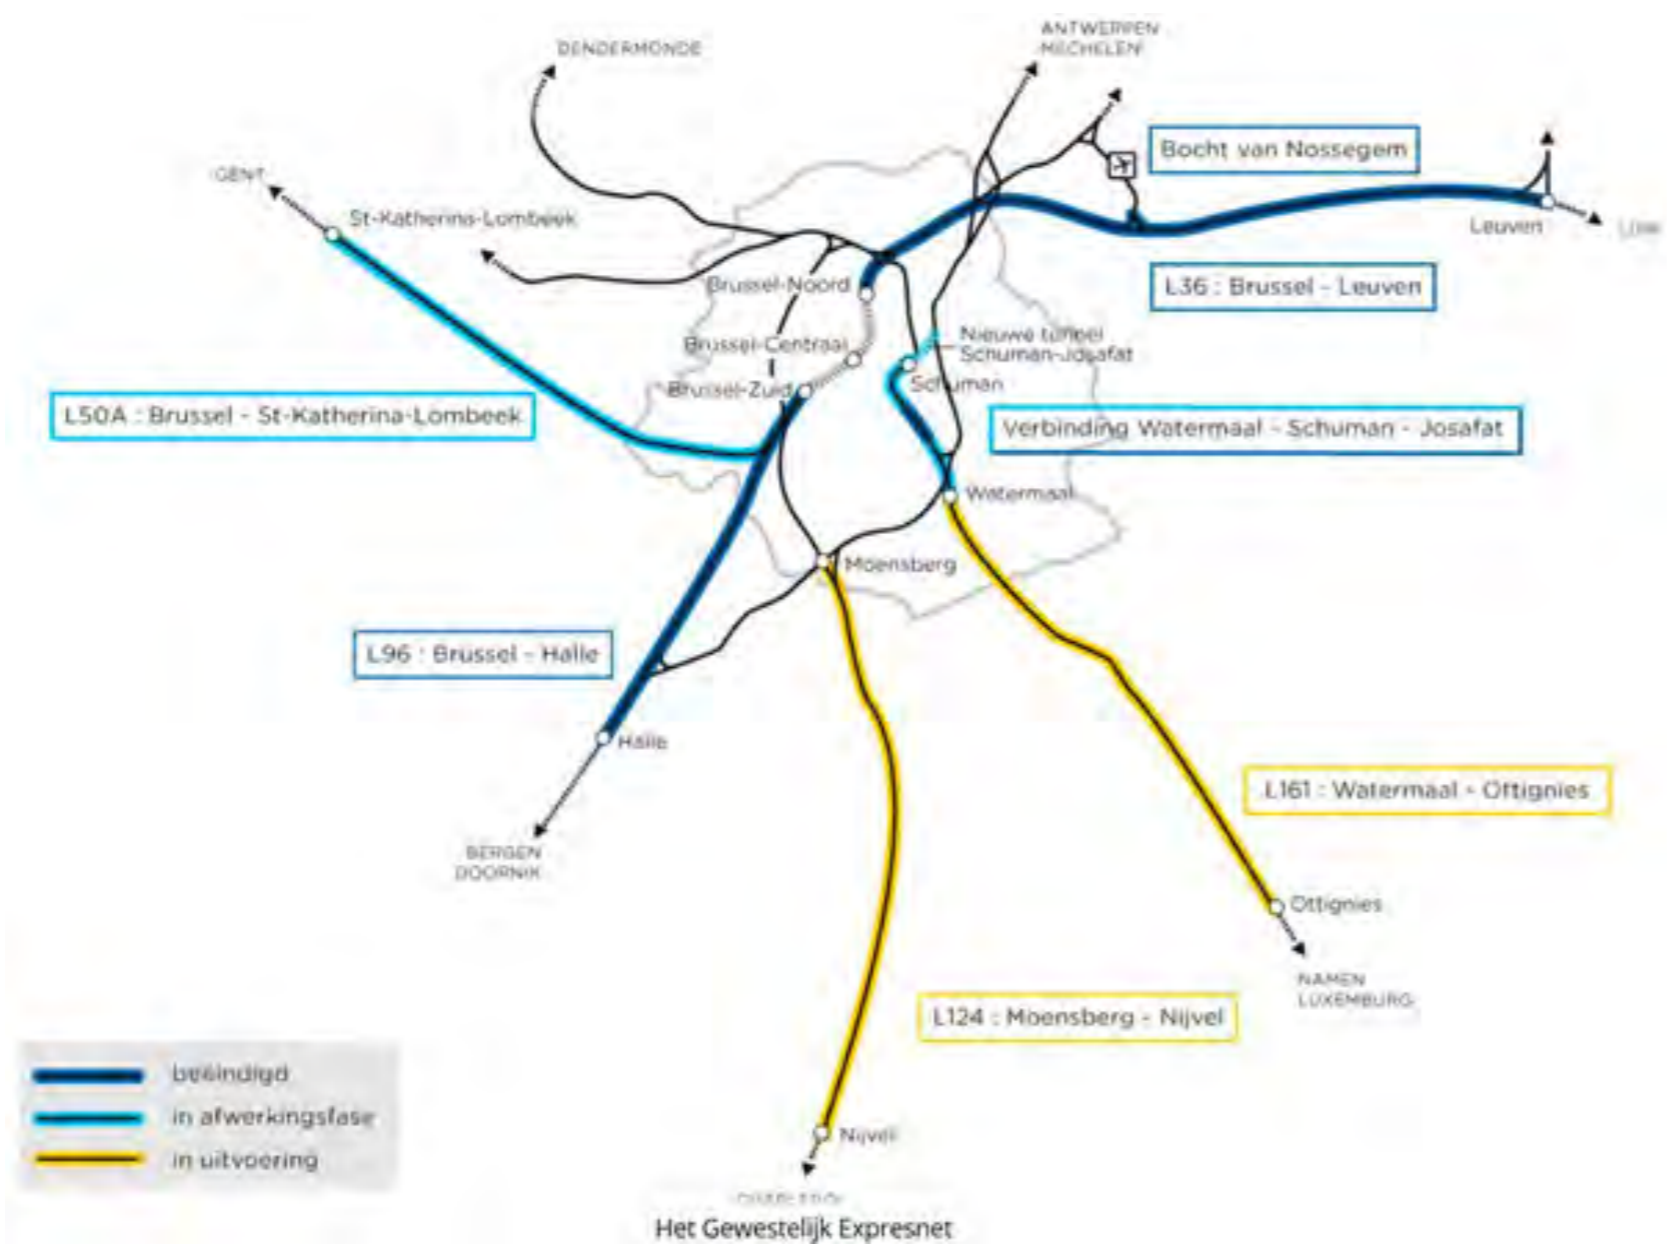 DENDERMONDE
ANTWERPEN
MECHELEN
Bocht van Nossegem
GENT
St-Katherina-Lombeek
Leuven
L36 : Brussel - Leuven
Brussel-Noord
Nieuwe tunnel
Schuman-Josafat
Brussel-Centraal
Schuman
Brussel-Zuid
L50A : Brussel - St-Katherina-Lombeek
Verbinding Watermaal - Schuman - Josafat
Watermaal
Moensberg
L96 : Brussel - Halle
Halle
L161 : Watermaal - Ottignies
BERGEN
DOORNIK
Ottignies
NAMEN
LUXEMBURG
L124 : Moensberg - Nijvel
beëindigd
in afwerkingsfase
in uitvoering
Nijvel
Het Gewestelijk Expresnet